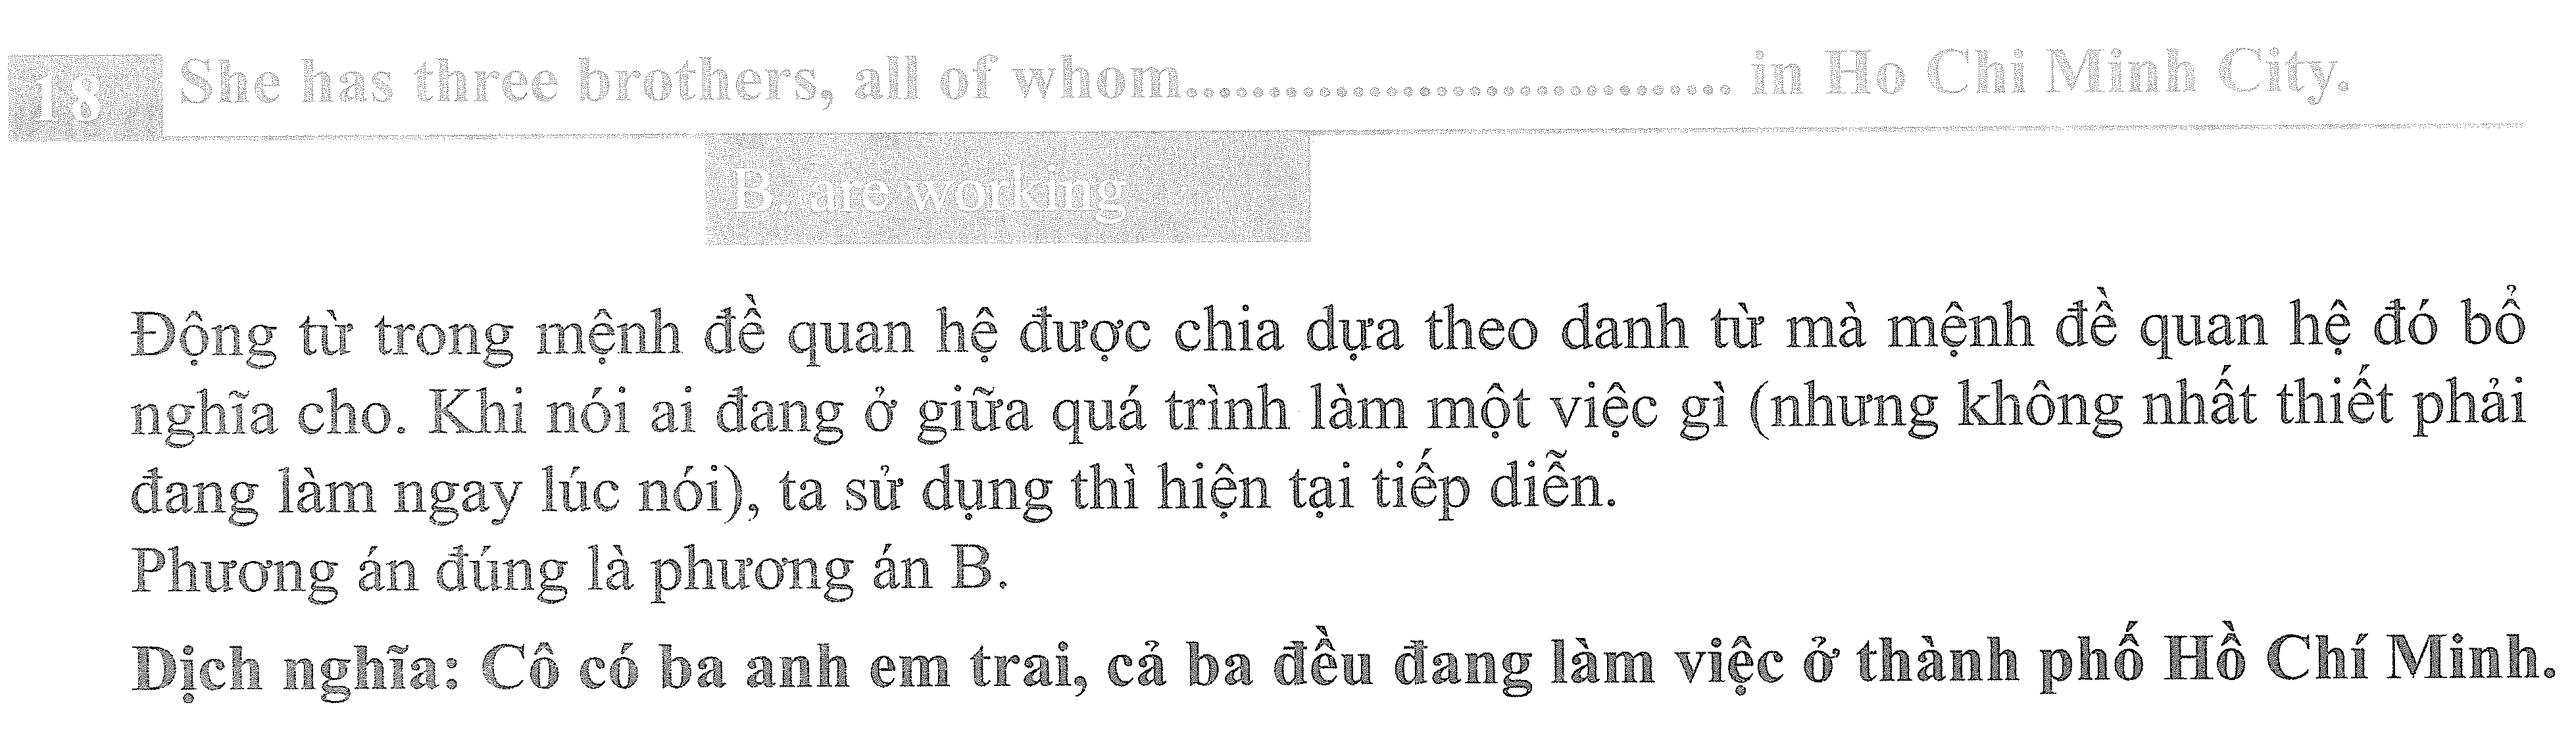 18 She has three brothers, all of whom.................................. in Ho Chi Minh City.
B. are working
Động từ trong mệnh đề quan hệ được chia dựa theo danh từ mà mệnh đề quan hệ đó bổ
nghĩa cho. Khi nói ai đang ở giữa quá trình làm một việc gì (nhưng không nhất thiết phải
đang làm ngay lúc nói), ta sử dụng thì hiện tại tiếp diễn.
Phương án đúng là phương án B.
Dịch nghĩa: Cô có ba anh em trai, cả ba đều đang làm việc ở thành phố Hồ Chí Minh.